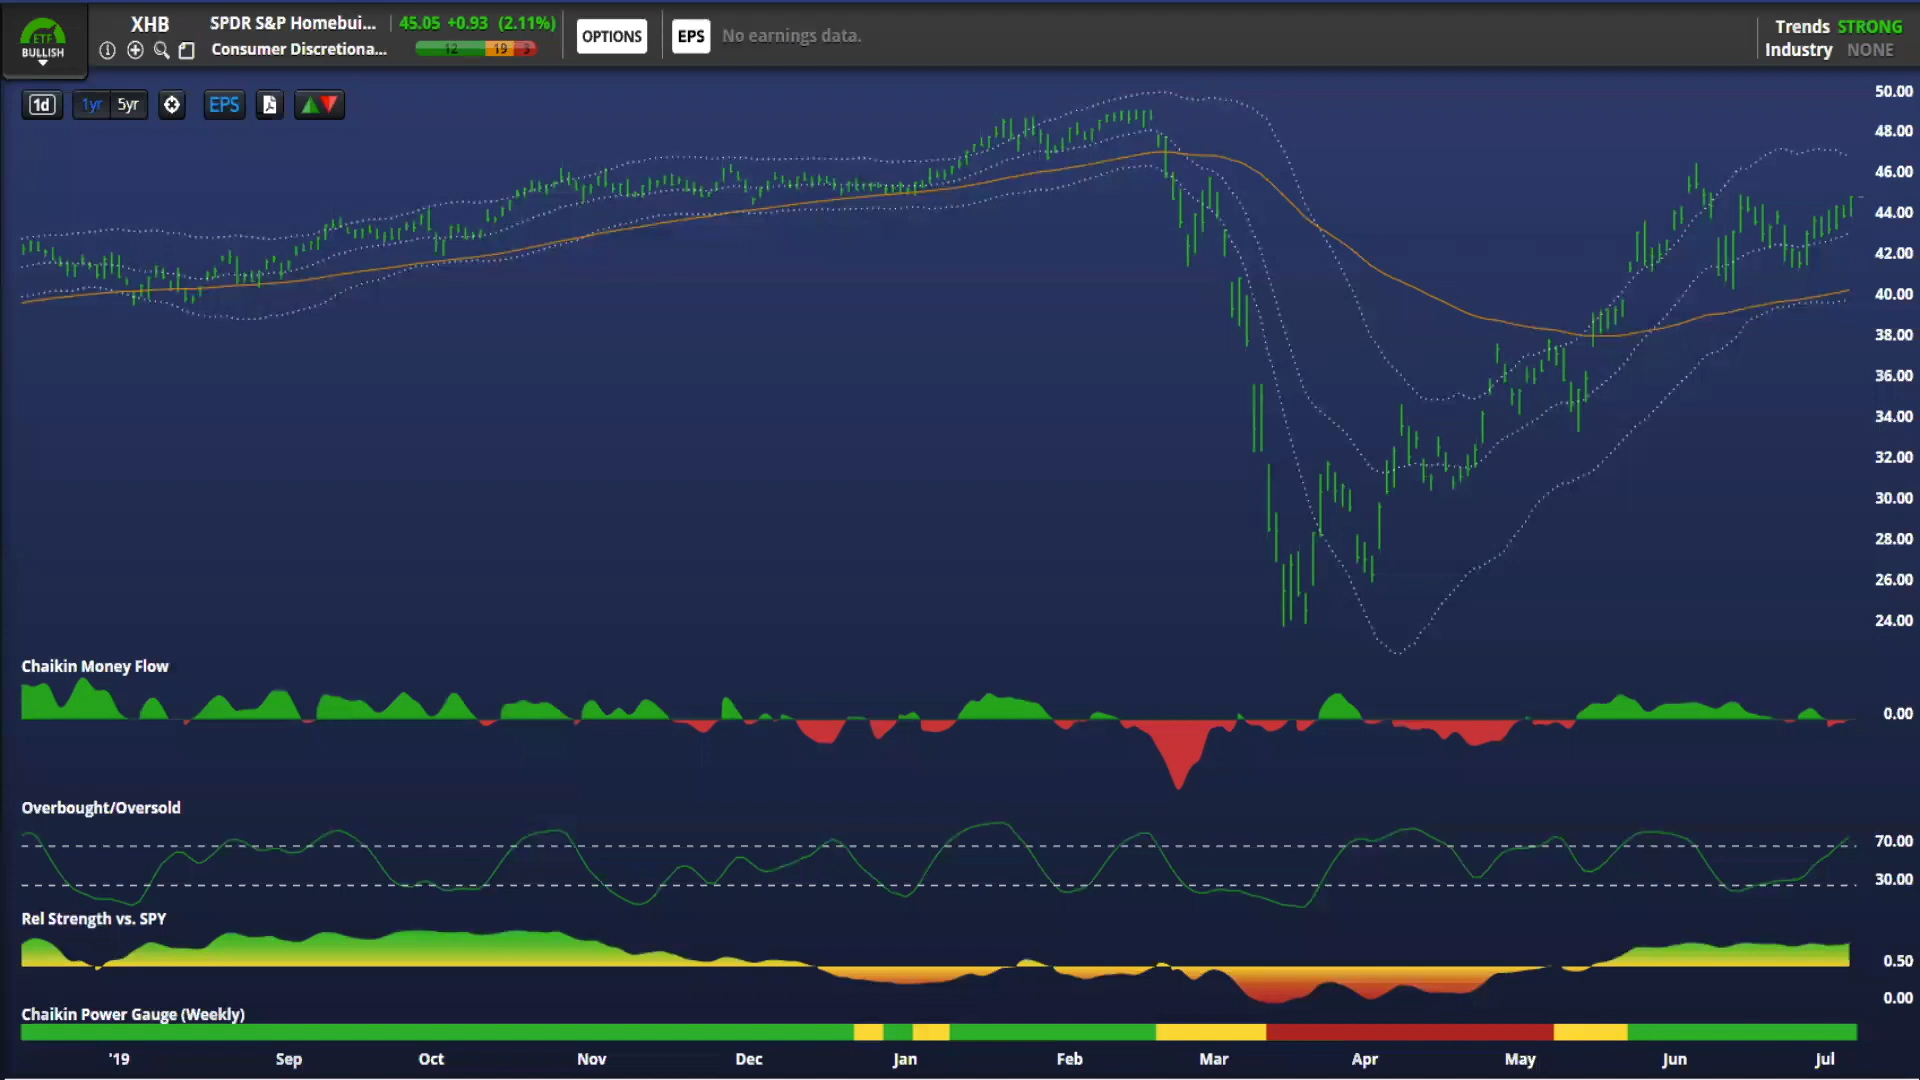 ETF
BULLISH
XHB
SPDR S&P Homebui...
45.05 +0.93 (2.11%)
Consumer Discretiona...
12 19 3
OPTIONS
EPS
No earnings data.
Trends STRONG
Industry NONE
1d
1yr 5yr
EPS
50.00
48.00
46.00
44.00
42.00
40.00
38.00
36.00
34.00
32.00
30.00
28.00
26.00
24.00
Chaikin Money Flow
0.00
Overbought/Oversold
70.00
30.00
Rel Strength vs. SPY
0.50
0.00
Chaikin Power Gauge (Weekly)
'19 Sep Oct Nov Dec Jan Feb Mar Apr May Jun Jul